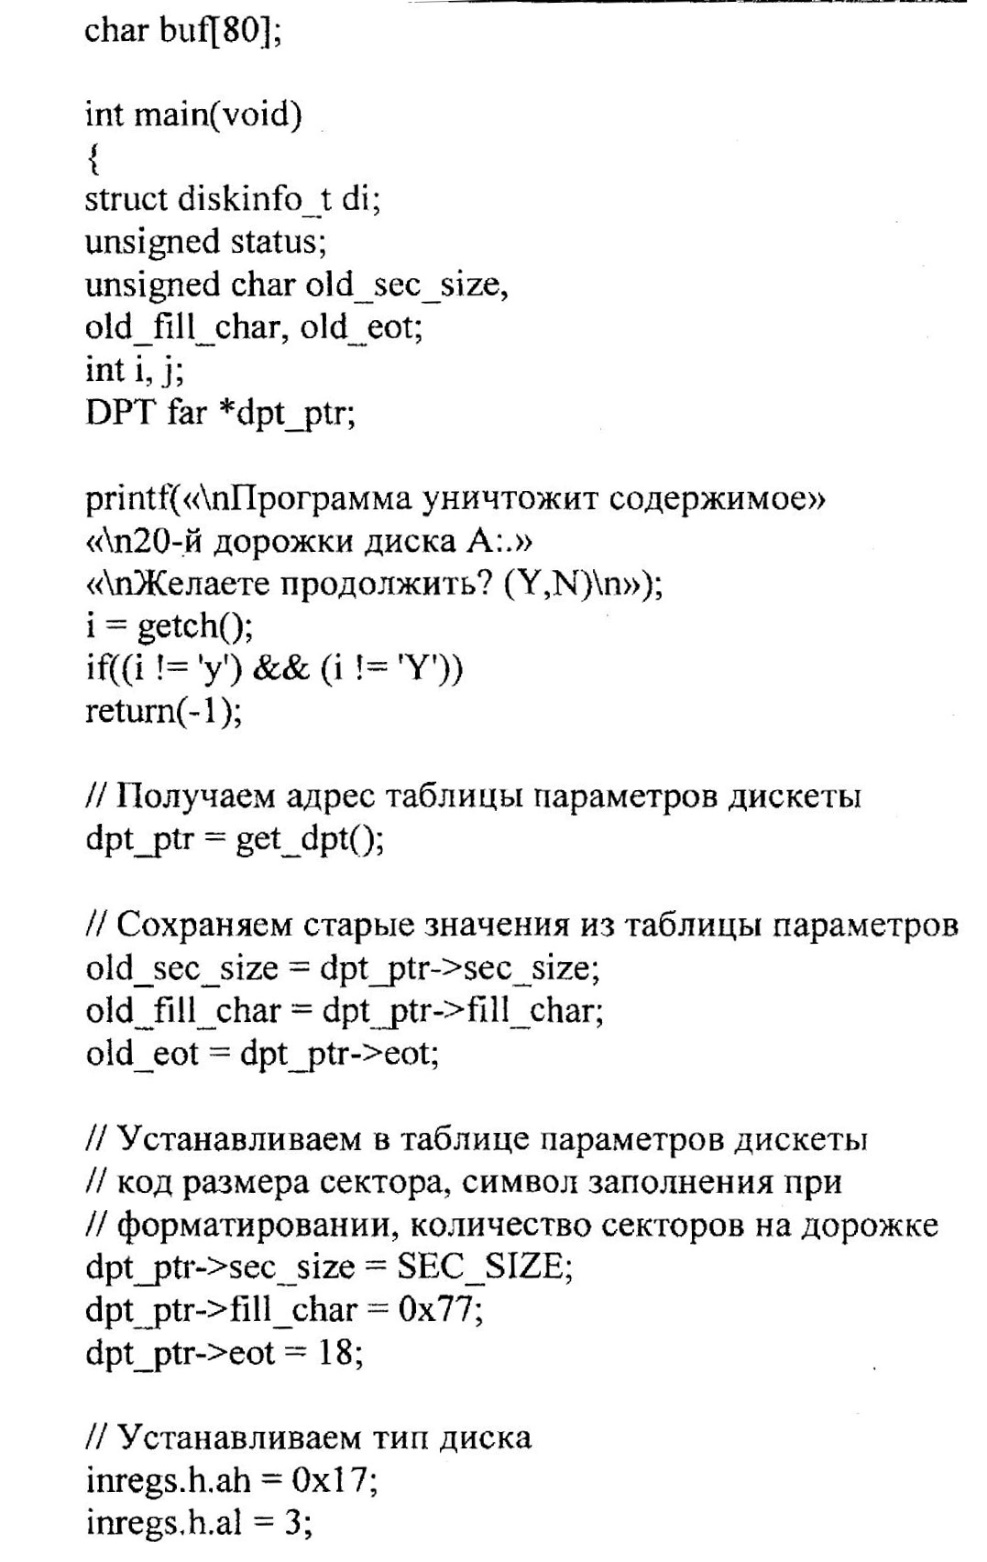 char buf[80];
int main(void)
{
struct diskinfo_t di;
unsigned status;
unsigned char old_sec_size,
old_fill_char, old_eot;
int i, j;
DPT far *dpt_ptr;
printf(«\nПрограмма уничтожит содержимое»
«\n20-й дорожки диска A:.»
«\nЖелаете продолжить? (Y,N)\n»);
i = getch();
if((i != 'y') && (i != 'Y'))
return(-1);
// Получаем адрес таблицы параметров дискеты
dpt_ptr = get_dpt();
// Сохраняем старые значения из таблицы параметров
old_sec_size = dpt_ptr->sec_size;
old_fill_char = dpt_ptr->fill_char;
old_eot = dpt_ptr->eot;
// Устанавливаем в таблице параметров дискеты
// код размера сектора, символ заполнения при
// форматировании, количество секторов на дорожке
dpt_ptr->sec_size = SEC_SIZE;
dpt_ptr->fill_char = 0x77;
dpt_ptr->eot = 18;
// Устанавливаем тип диска
inregs.h.ah = 0x17;
inregs.h.al = 3;